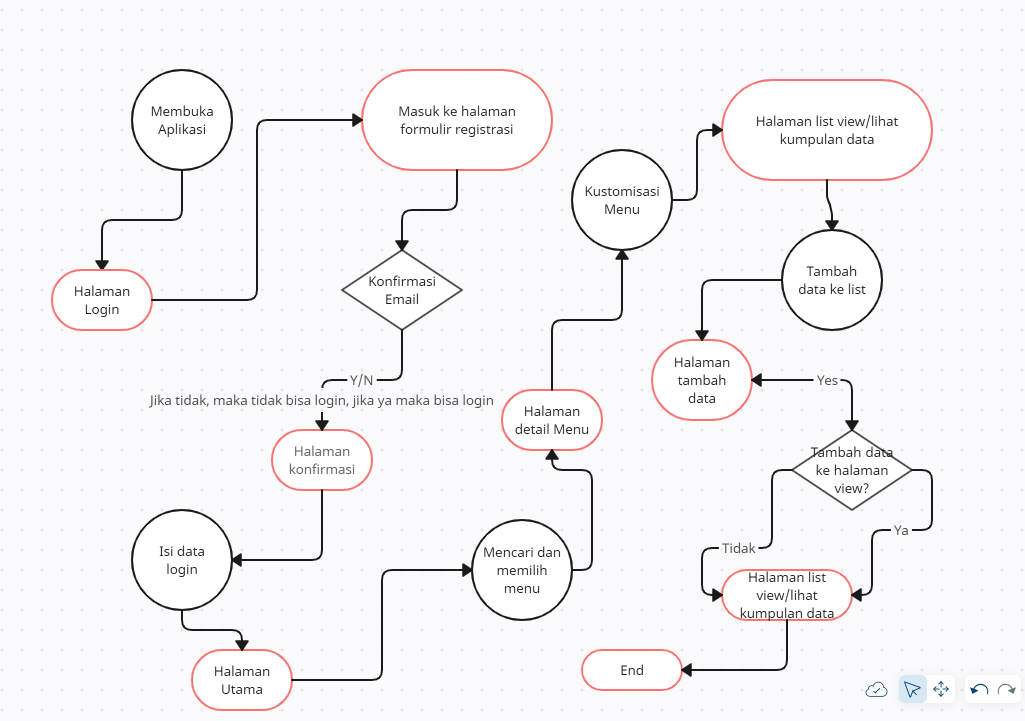 Membuka
Aplikasi
Masuk ke halaman
formulir registrasi
Halaman list view/lihat
kumpulan data
Kustomisasi
Menu
Halaman
Login
Konfirmasi
Email
Tambah
data ke list
Y/N
Jika tidak, maka tidak bisa login, jika ya maka bisa login
Halaman
tambah
data
Yes
Halaman
detail Menu
Halaman
konfirmasi
Tambah data
ke halaman
view?
Isi data
login
Mencari dan
memilih
menu
Ya
Tidak
Halaman list
view/lihat
kumpulan data
Halaman
Utama
End